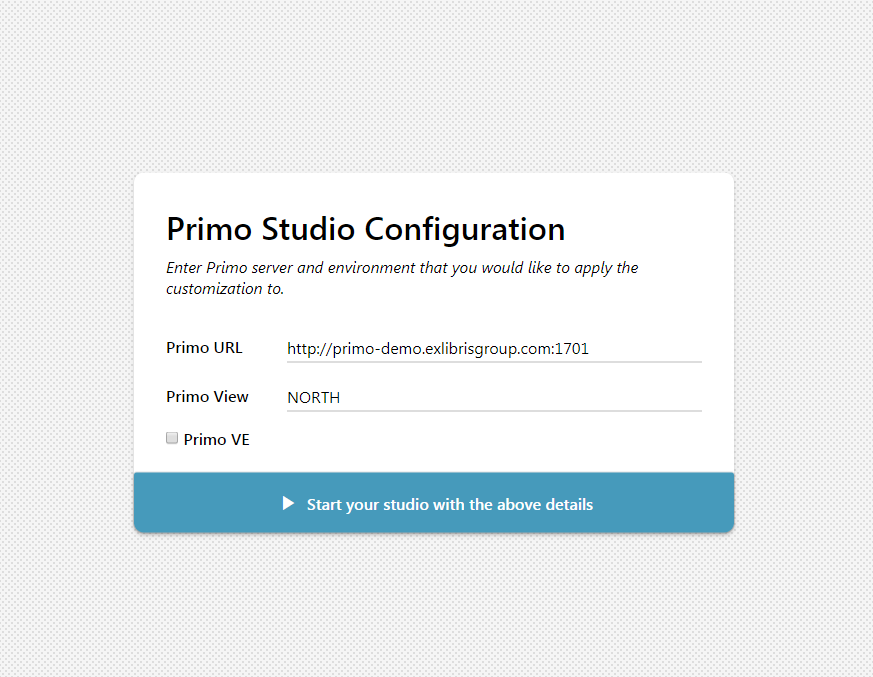 Primo Studio Configuration
Enter Primo server and environment that you would like to apply the
customization to.
Primo URL http://primo-demo.exlibrisgroup.com:1701
Primo View NORTH
Primo VE
Start your studio with the above details